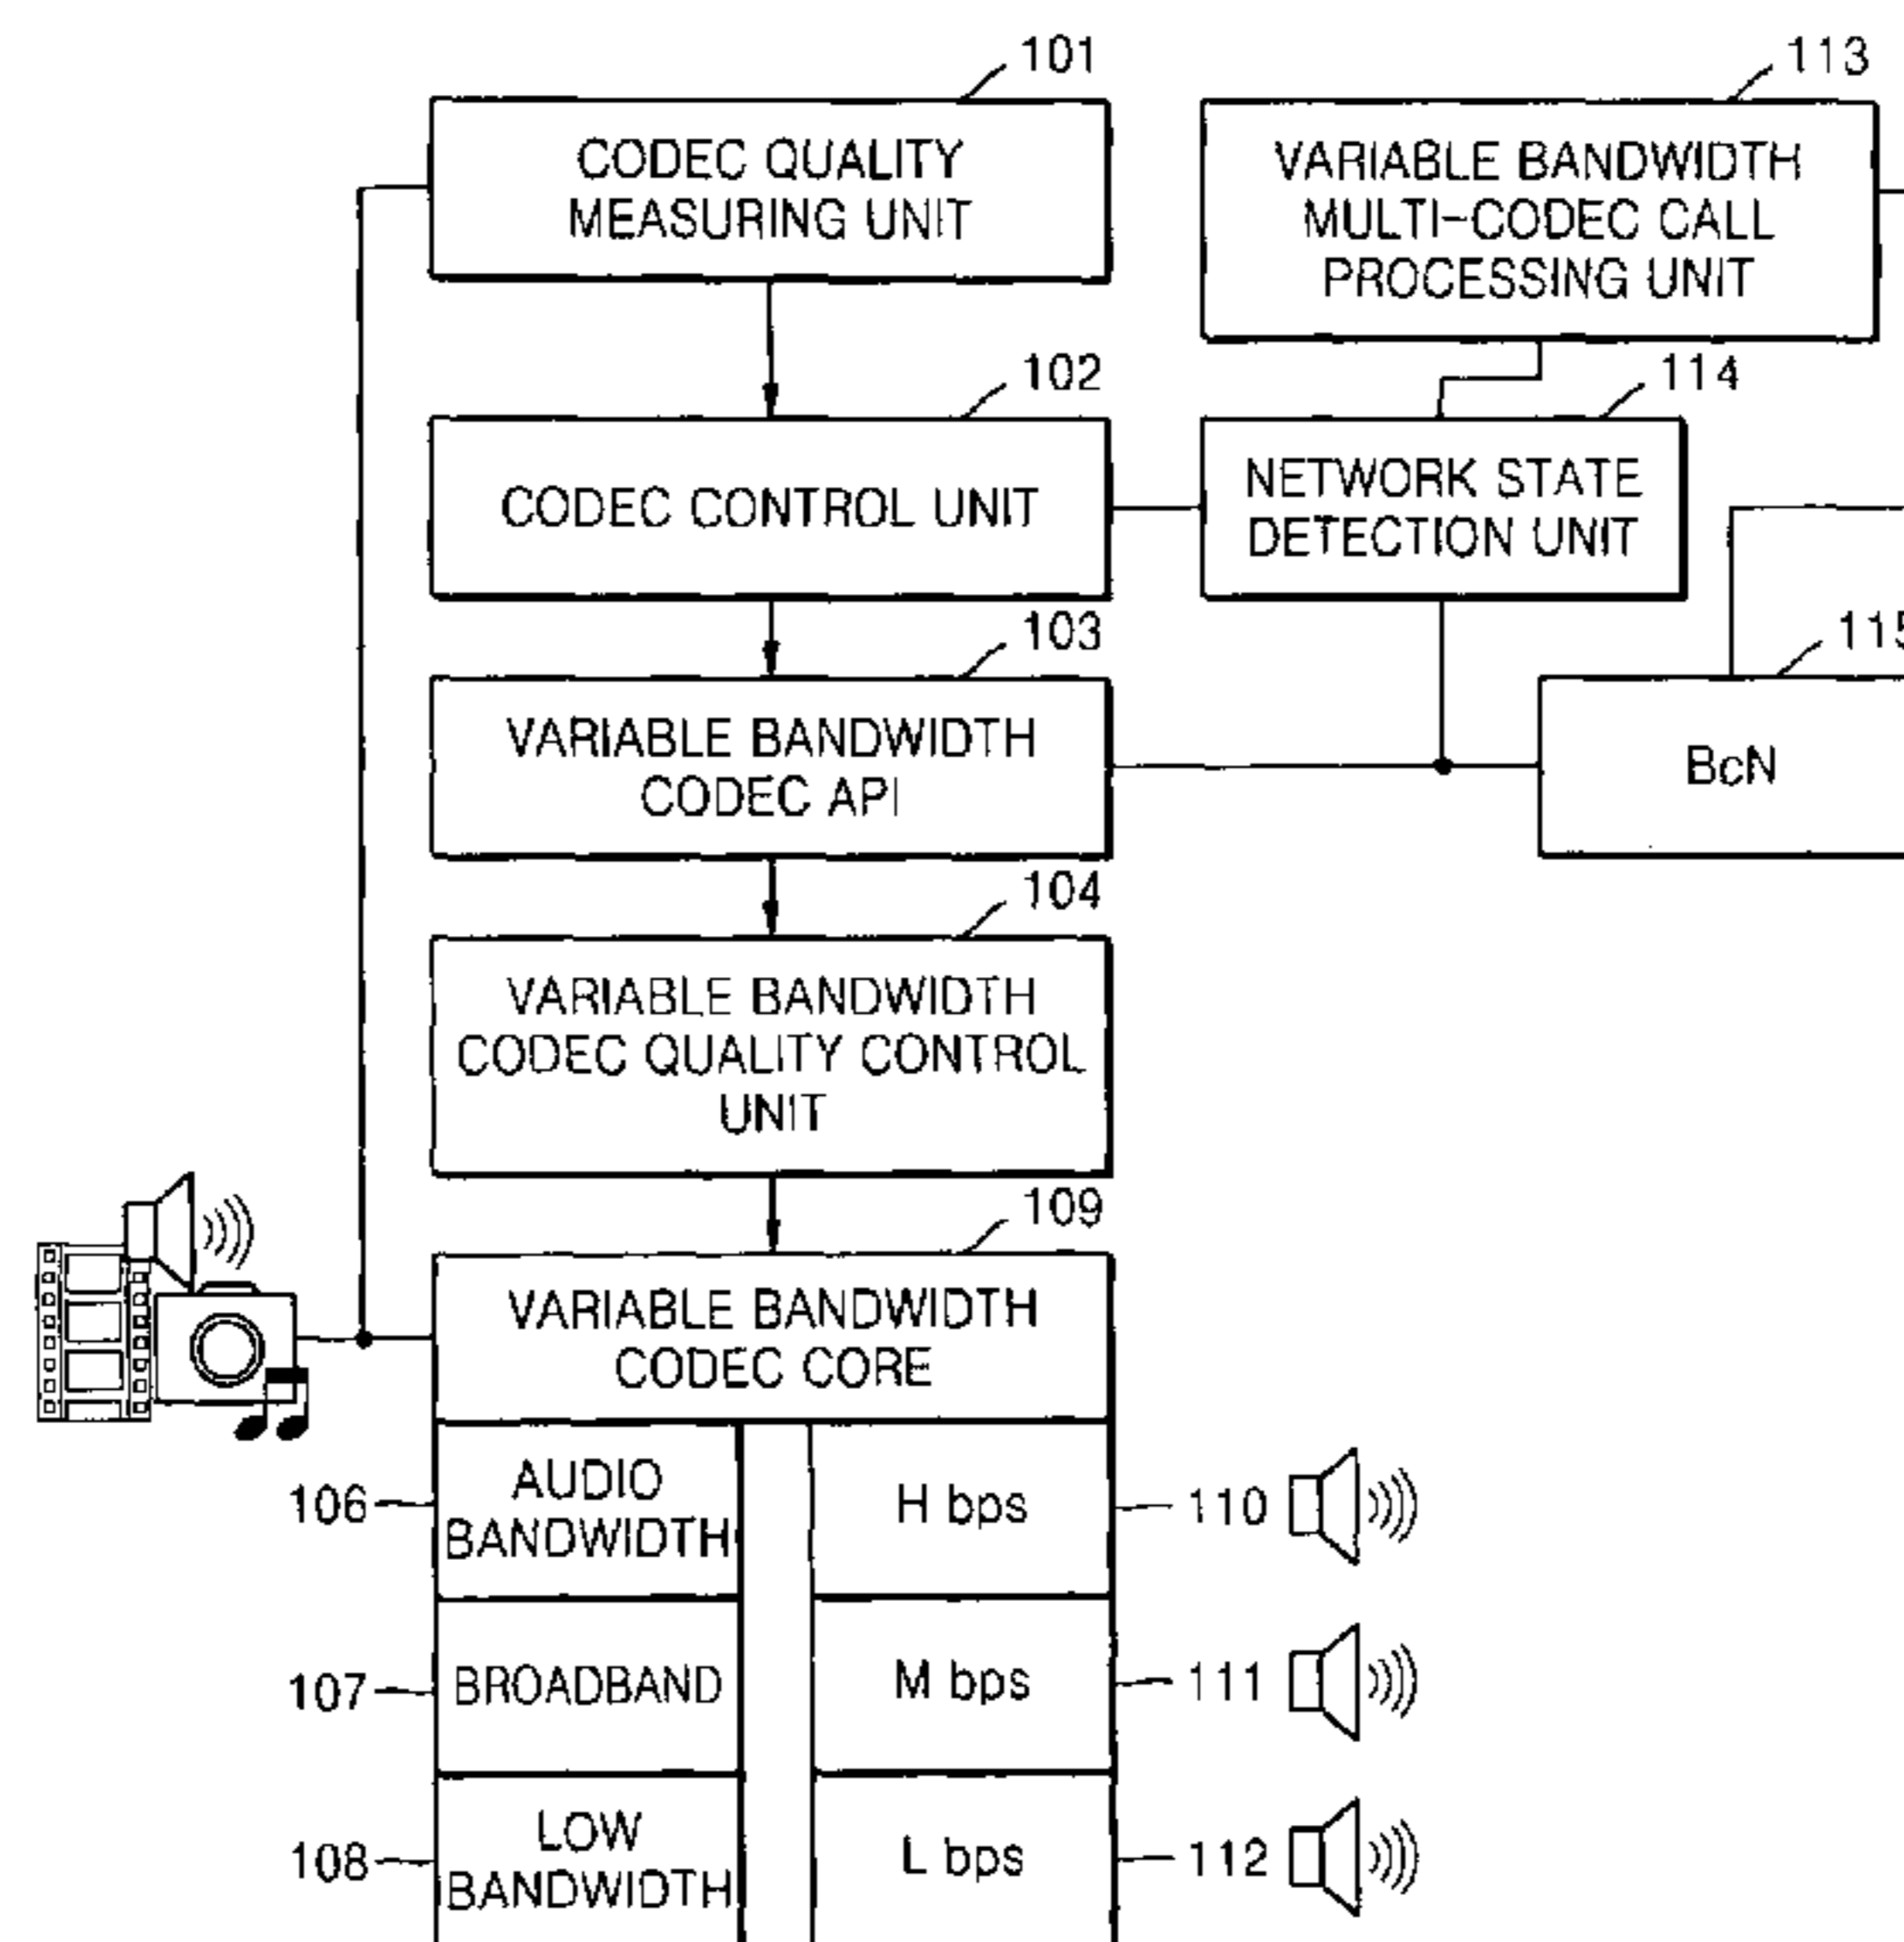 101
CODEC QUALITY
MEASURING UNIT
113
VARIABLE BANDWIDTH
MULTI-CODEC CALL
PROCESSING UNIT
102
CODEC CONTROL UNIT
114
NETWORK STATE
DETECTION UNIT
103
VARIABLE BANDWIDTH
CODEC API
115
BcN
104
VARIABLE BANDWIDTH
CODEC QUALITY CONTROL
UNIT
109
VARIABLE BANDWIDTH
CODEC CORE
106
AUDIO
BANDWIDTH
H bps
110
107
BROADBAND
M bps
111
108
LOW
BANDWIDTH
L bps
112